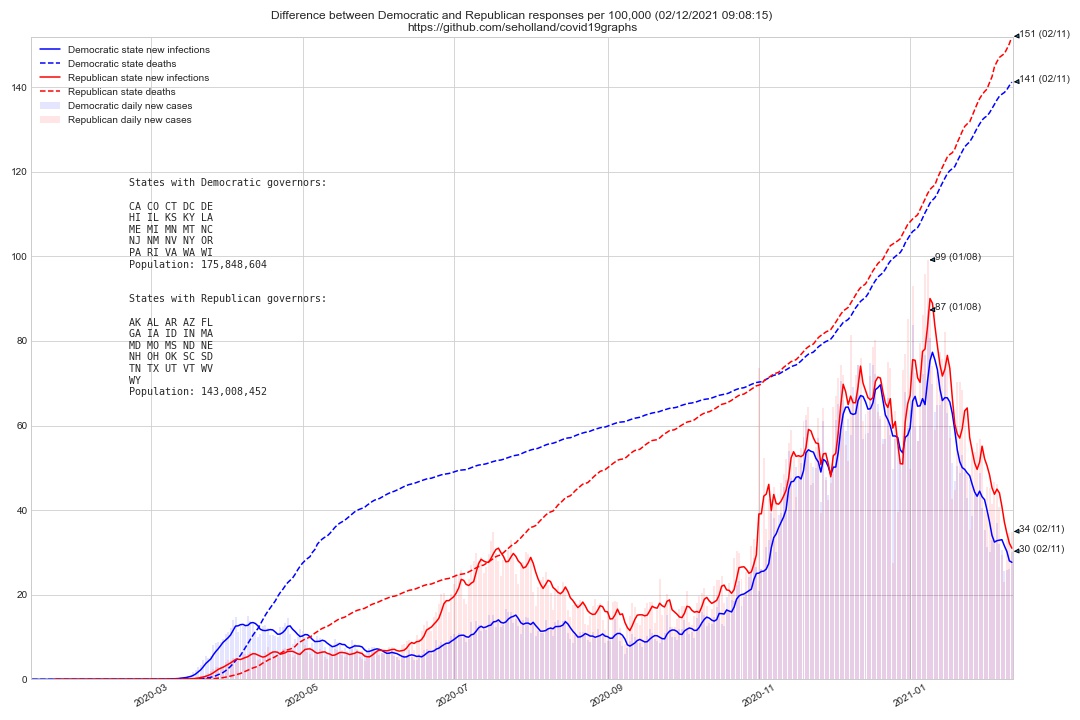 Difference between Democratic and Republican responses per 100,000 (02/12/2021 09:08:15)
https://github.com/seholland/covid19graphs
Democratic state new infections
Democratic state deaths
Republican state new infections
Republican state deaths
Democratic daily new cases
Republican daily new cases
151 (02/11)
141 (02/11)
140
120
100
80
60
40
20
0
States with Democratic governors:
CA CO CT DC DE
HI IL KS KY LA
ME MI MN MT NC
NJ NM NV NY OR
PA RI VA WA WI
Population: 175,848,604
States with Republican governors:
AK AL AR AZ FL
GA IA ID IN MA
MD MO MS ND NE
NH OH OK SC SD
TN TX UT VT WV
WY
Population: 143,008,452
99 (01/08)
87 (01/08)
34 (02/11)
30 (02/11)
2020-03
2020-05
2020-07
2020-09
2020-11
2021-01